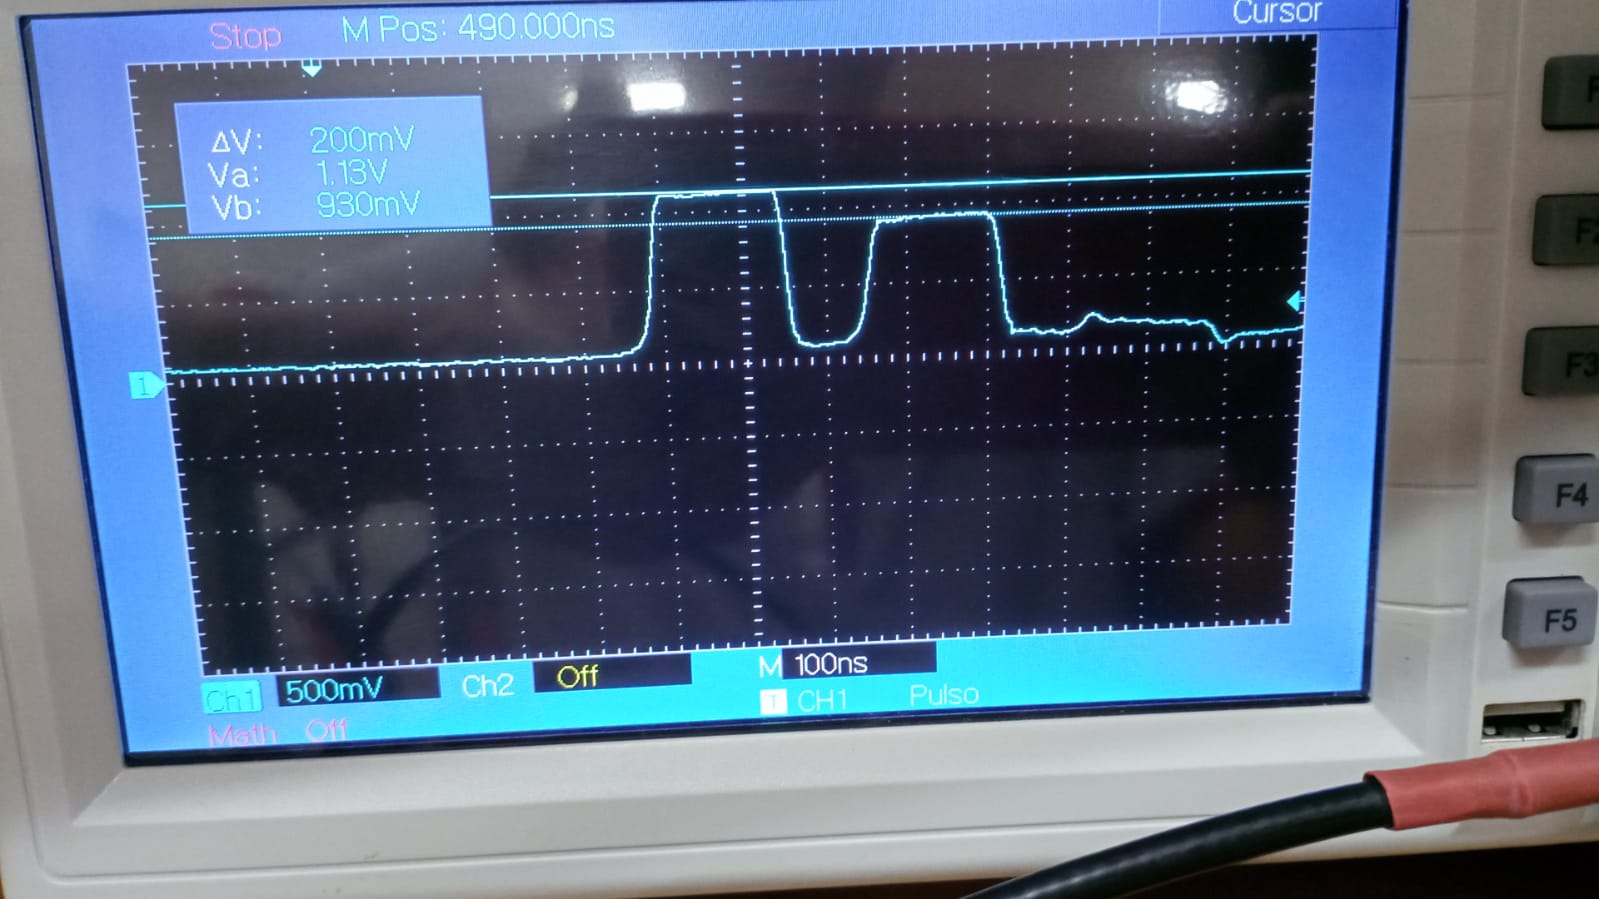 Stop M Pos: 490.000ns Cursor
ΔV: 200mV
Va: 1.13V
Vb: 930mV
1
Ch1 500mV Ch2 Off M 100ns
Math Off T CH1 Pulso
F4
F5